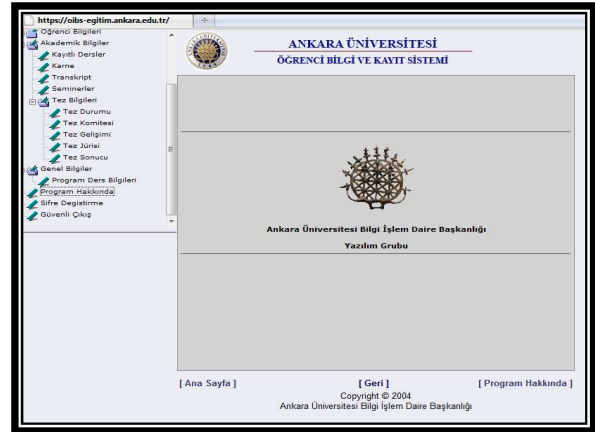 https://oibs-egitim.ankara.edu.tr/
Öğrenci Bilgileri
Akademik Bilgiler
Kayıtlı Dersler
Karne
Transkript
Seminerler
Tez Bilgileri
Tez Durumu
Tez Komitesi
Tez Gelişimi
Tez Jürisi
Tez Sonucu
Genel Bilgiler
Program Ders Bilgileri
Program Hakkında
Sifre Degistirme
Güvenli Çıkış
ANKARA ÜNİVERSİTESİ
ÖĞRENCİ BİLGİ VE KAYIT SİSTEMİ
Ankara Üniversitesi Bilgi İşlem Daire Başkanlığı
Yazılım Grubu
[ Ana Sayfa ] [ Geri ] [ Program Hakkında ]
Copyright © 2004
Ankara Üniversitesi Bilgi İşlem Daire Başkanlığı